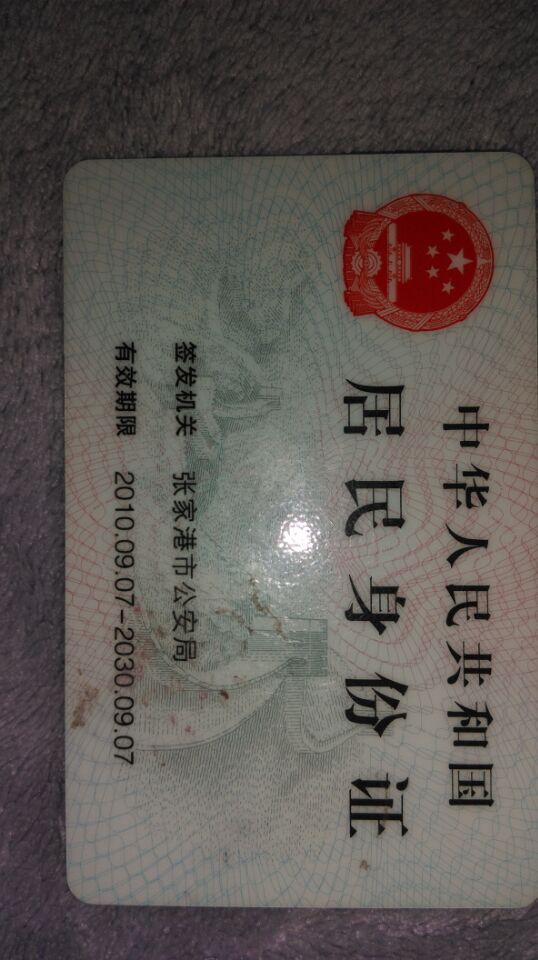 中华人民共和国
居民身份证
签发机关 张家港市公安局
有效期限 2010.09.07-2030.09.07